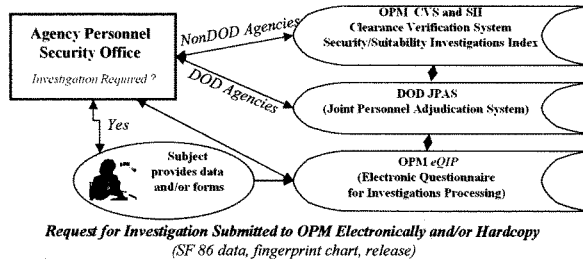 Agency Personnel
Security Office
Investigation Required ?
NonDOD Agencies
DOD Agencies
Yes
Subject
provides data
and/or forms
OPM CVS and SII
Clearance Verification System
Security/Suitability Investigations Index
DOD JPAS
(Joint Personnel Adjudication System)
OPM eQIP
(Electronic Questionnaire
for Investigations Processing)
Request for Investigation Submitted to OPM Electronically and/or Hardcopy
(SF 86 data, fingerprint chart, release)